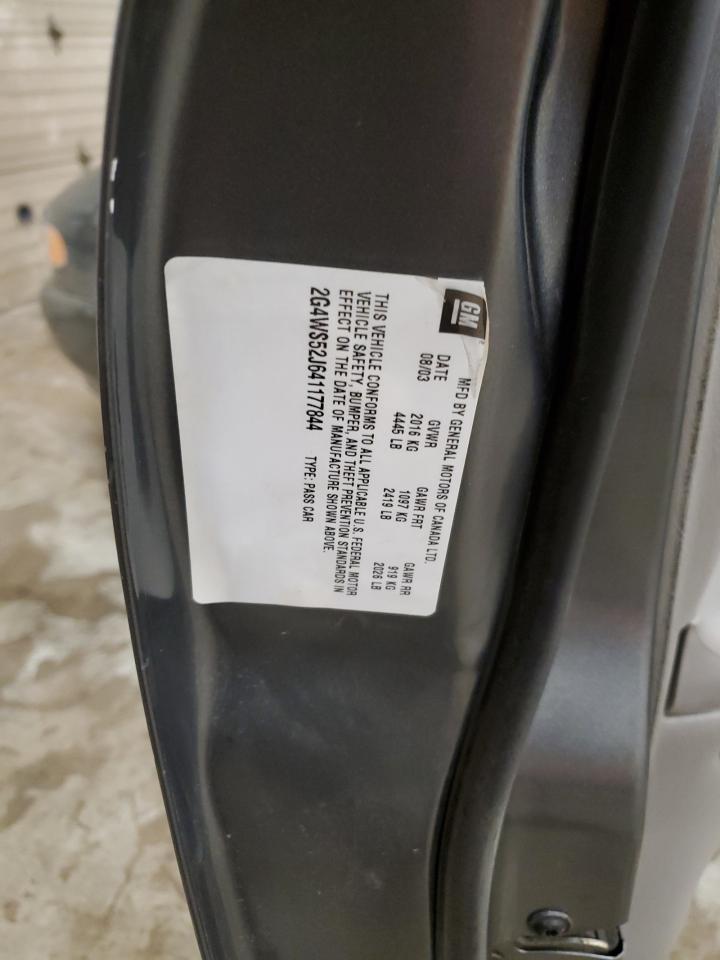 GM
MFD BY GENERAL MOTORS OF CANADA LTD.
DATE GVWR GAWR FRT GAWR RR
08/03 2016 KG 1097 KG 919 KG
4445 LB 2419 LB 2026 LB
THIS VEHICLE CONFORMS TO ALL APPLICABLE U.S. FEDERAL MOTOR
VEHICLE SAFETY, BUMPER, AND THEFT PREVENTION STANDARDS IN
EFFECT ON THE DATE OF MANUFACTURE SHOWN ABOVE.
2G4WS52J641177844 TYPE: PASS CAR